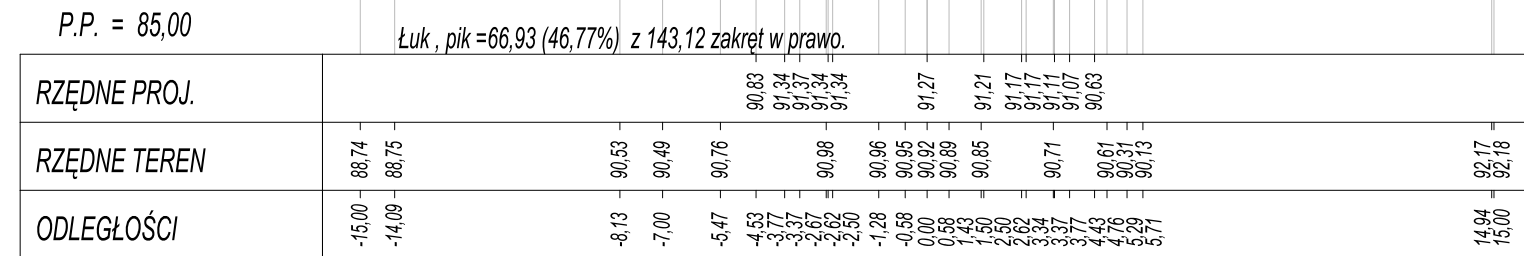 P.P. = 85,00
Łuk , pik =66,93 (46,77%) z 143,12 zakręt w prawo.
RZĘDNE PROJ. 90,83 91,34 91,37 91,34 91,34 91,27 91,21 91,17 91,17 91,11 91,07 90,63
RZĘDNE TEREN 88,74 88,75 90,53 90,49 90,76 90,98 90,96 90,95 90,92 90,89 90,85 90,71 90,61 90,31 90,13 92,17 92,18
ODLEGŁOŚCI -15,00 -14,09 -8,13 -7,00 -5,47 -4,53 -3,77 -3,37 -2,67 -2,62 -2,50 -1,28 -0,58 0,00 0,58 1,43 1,50 2,50 2,62 3,34 3,37 3,77 4,43 4,76 5,29 5,71 14,94 15,00